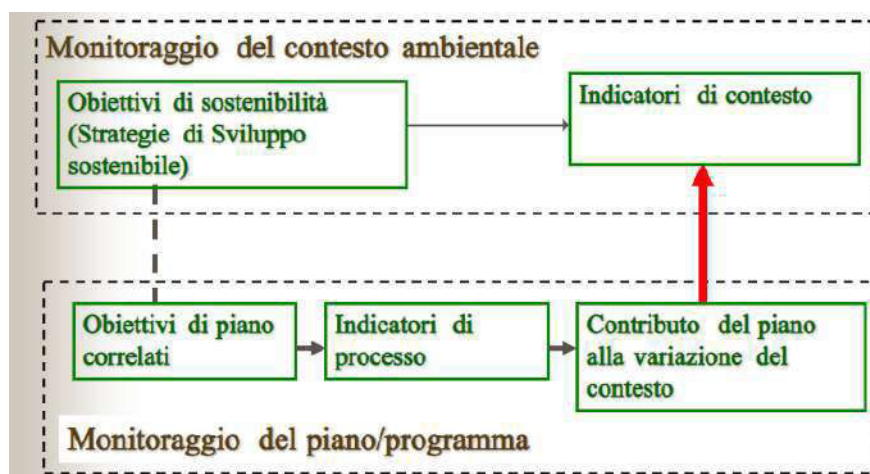 Monitoraggio del contesto ambientale
Obiettivi di sostenibilità
(Strategie di Sviluppo
sostenibile)
Indicatori di contesto
Obiettivi di piano
correlati
Indicatori di
processo
Contributo del piano
alla variazione del
contesto
Monitoraggio del piano/programma